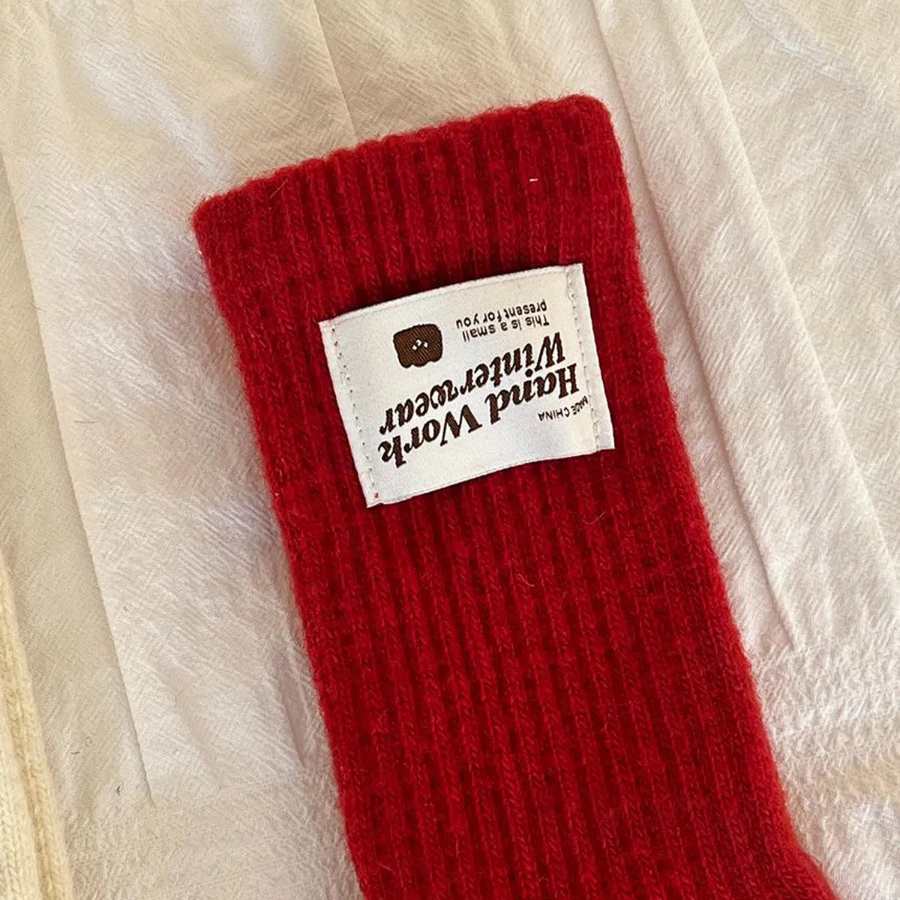 MADE CHINA
Hand Work
Winterwear
This is a small
present for you